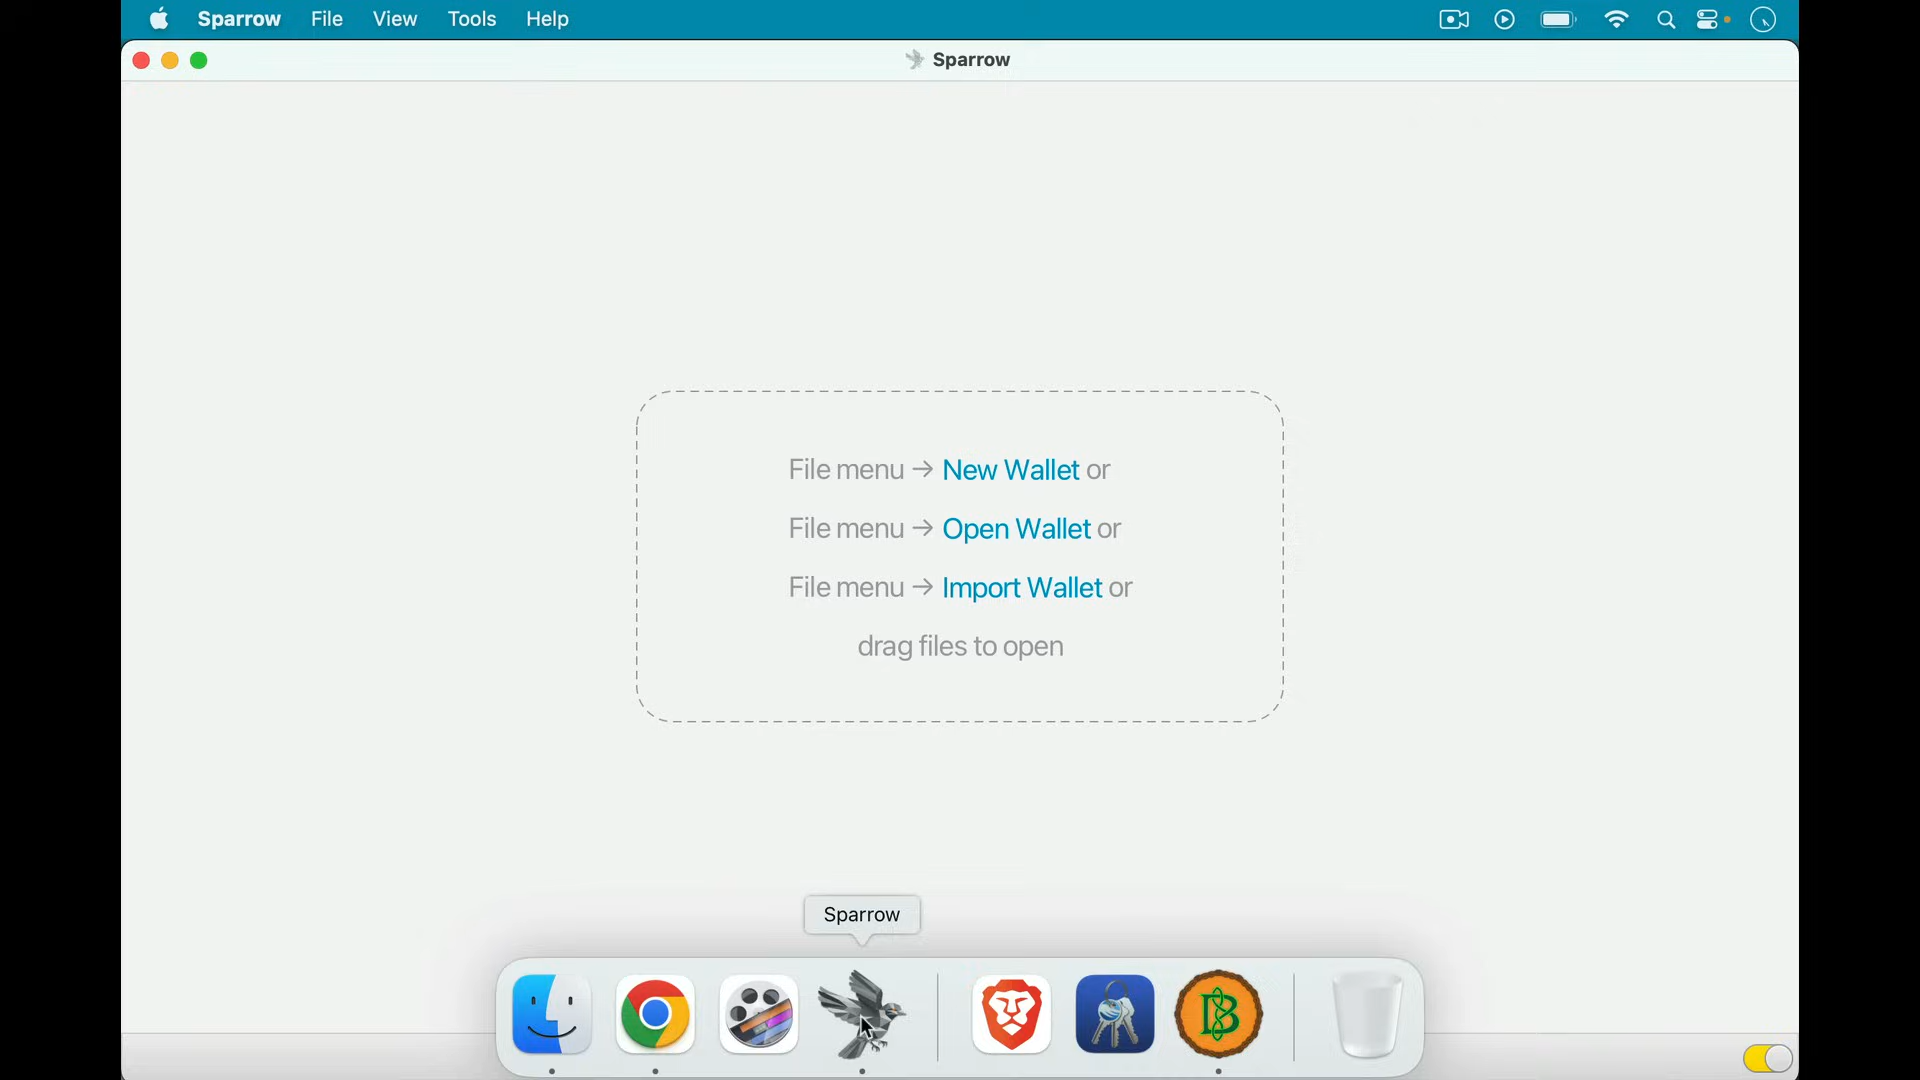 Sparrow File View Tools Help
Sparrow
File menu → New Wallet or
File menu → Open Wallet or
File menu → Import Wallet or
drag files to open
Sparrow